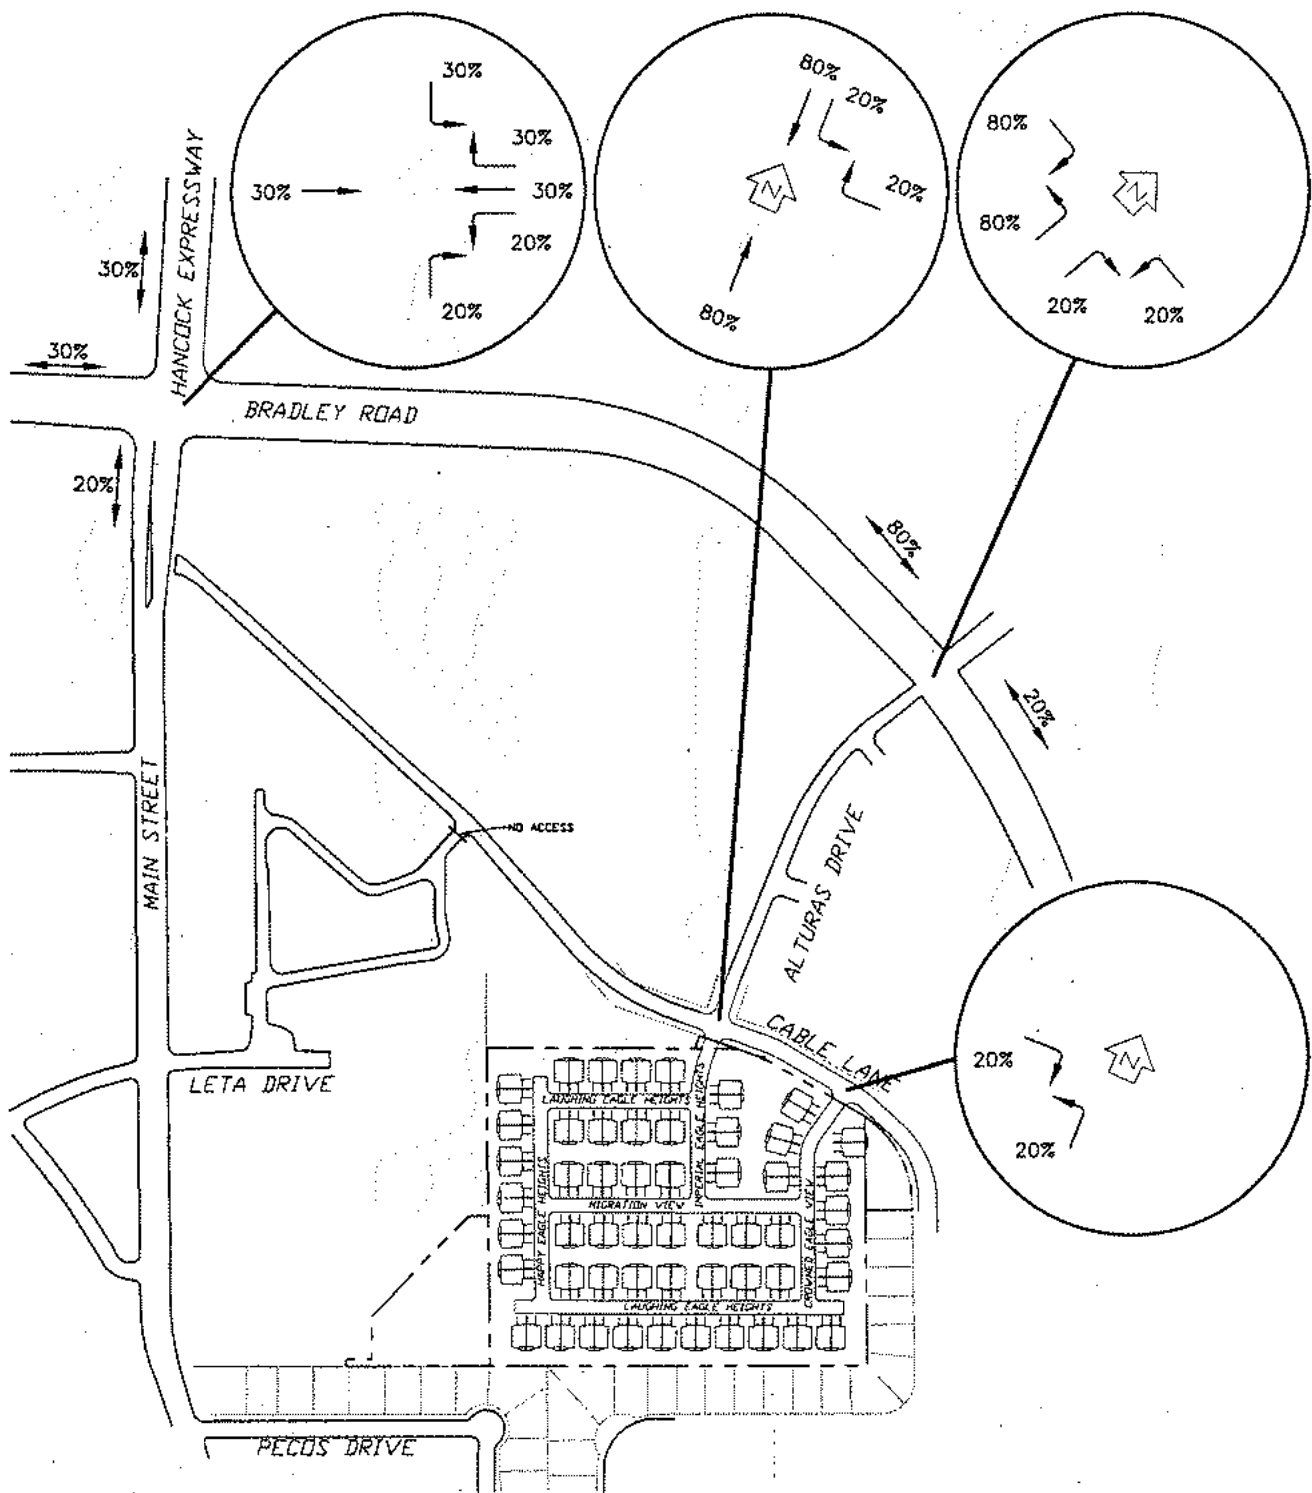 30%
30%
30%
30%
20%
20%
80%
20%
20%
80%
N
80%
80%
20%
20%
N
HANCOCK EXPRESSWAY
30%
30%
BRADLEY ROAD
20%
80%
20%
MAIN STREET
NO ACCESS
ALTURAS DRIVE
CABLE LANE
20%
20%
N
LETA DRIVE
LAUGHING EAGLE HEIGHTS
IMPERIAL EAGLE HEIGHTS
HAPPY EAGLE HEIGHTS
MIGRATION VIEW
CROWNED EAGLE VIEW
LAUGHING EAGLE HEIGHTS
PECOS DRIVE